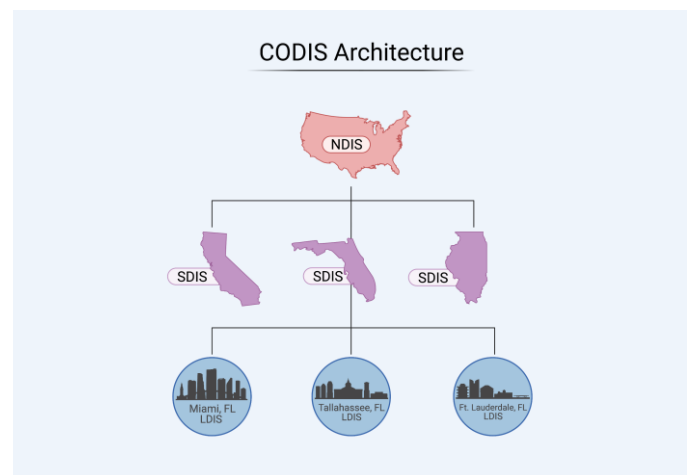 CODIS Architecture
NDIS
SDIS
SDIS
SDIS
Miami, FL
LDIS
Tallahassee, FL
LDIS
Ft. Lauderdale, FL
LDIS